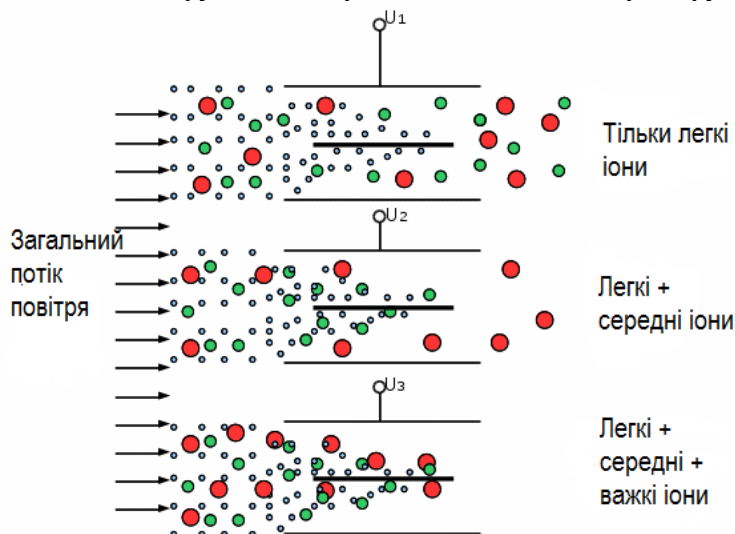 U1
Тільки легкі
іони
Загальний
потік
повітря
U2
Легкі +
середні іони
U3
Легкі +
середні +
важкі іони